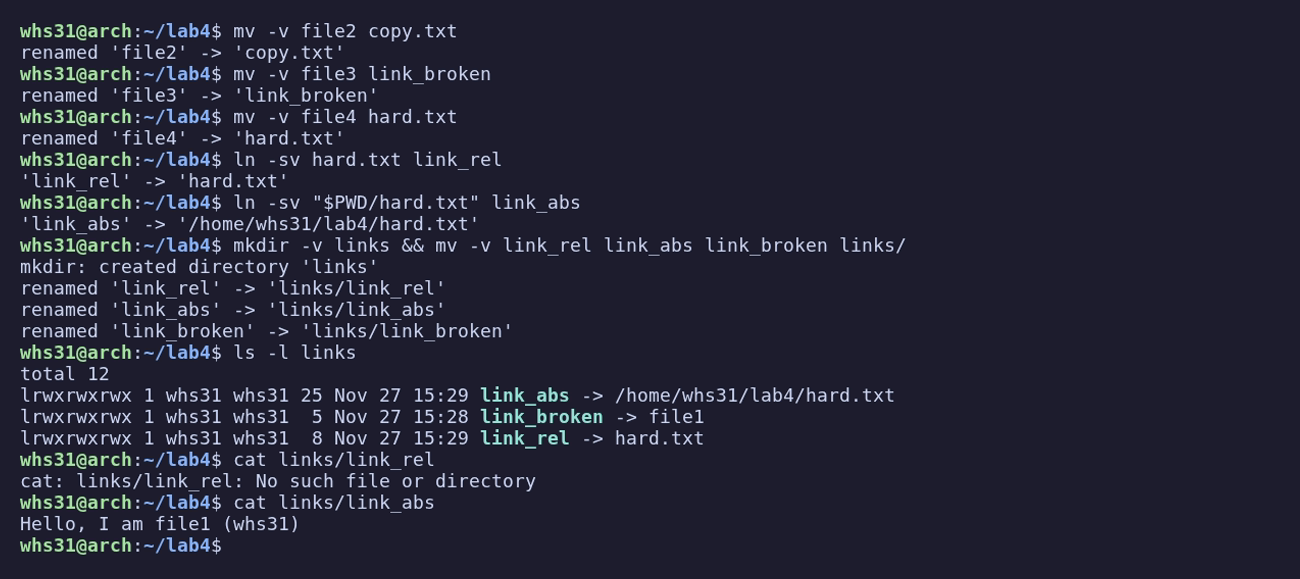 whs31@arch:~/lab4$ mv -v file2 copy.txt
renamed 'file2' -> 'copy.txt'
whs31@arch:~/lab4$ mv -v file3 link_broken
renamed 'file3' -> 'link_broken'
whs31@arch:~/lab4$ mv -v file4 hard.txt
renamed 'file4' -> 'hard.txt'
whs31@arch:~/lab4$ ln -sv hard.txt link_rel
'link_rel' -> 'hard.txt'
whs31@arch:~/lab4$ ln -sv "$PWD/hard.txt" link_abs
'link_abs' -> '/home/whs31/lab4/hard.txt'
whs31@arch:~/lab4$ mkdir -v links && mv -v link_rel link_abs link_broken links/
mkdir: created directory 'links'
renamed 'link_rel' -> 'links/link_rel'
renamed 'link_abs' -> 'links/link_abs'
renamed 'link_broken' -> 'links/link_broken'
whs31@arch:~/lab4$ ls -l links
total 12
lrwxrwxrwx 1 whs31 whs31 25 Nov 27 15:29 link_abs -> /home/whs31/lab4/hard.txt
lrwxrwxrwx 1 whs31 whs31  5 Nov 27 15:28 link_broken -> file1
lrwxrwxrwx 1 whs31 whs31  8 Nov 27 15:29 link_rel -> hard.txt
whs31@arch:~/lab4$ cat links/link_rel
cat: links/link_rel: No such file or directory
whs31@arch:~/lab4$ cat links/link_abs
Hello, I am file1 (whs31)
whs31@arch:~/lab4$